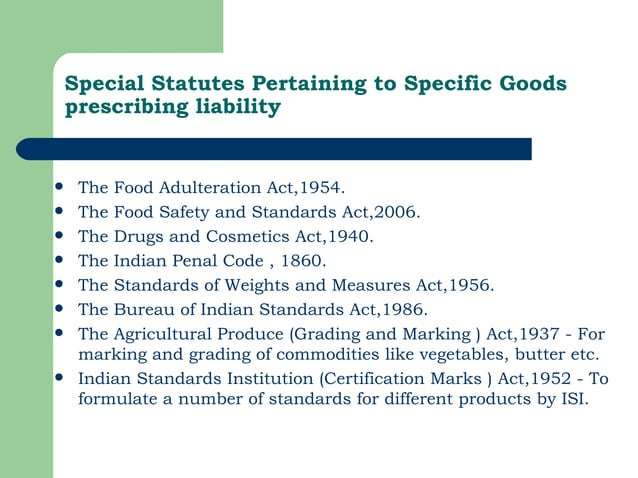 Special Statutes Pertaining to Specific Goods
prescribing liability
The Food Adulteration Act,1954.
The Food Safety and Standards Act,2006.
The Drugs and Cosmetics Act,1940.
The Indian Penal Code , 1860.
The Standards of Weights and Measures Act,1956.
The Bureau of Indian Standards Act,1986.
The Agricultural Produce (Grading and Marking ) Act,1937 - For
marking and grading of commodities like vegetables, butter etc.
Indian Standards Institution (Certification Marks ) Act,1952 - To
formulate a number of standards for different products by ISI.